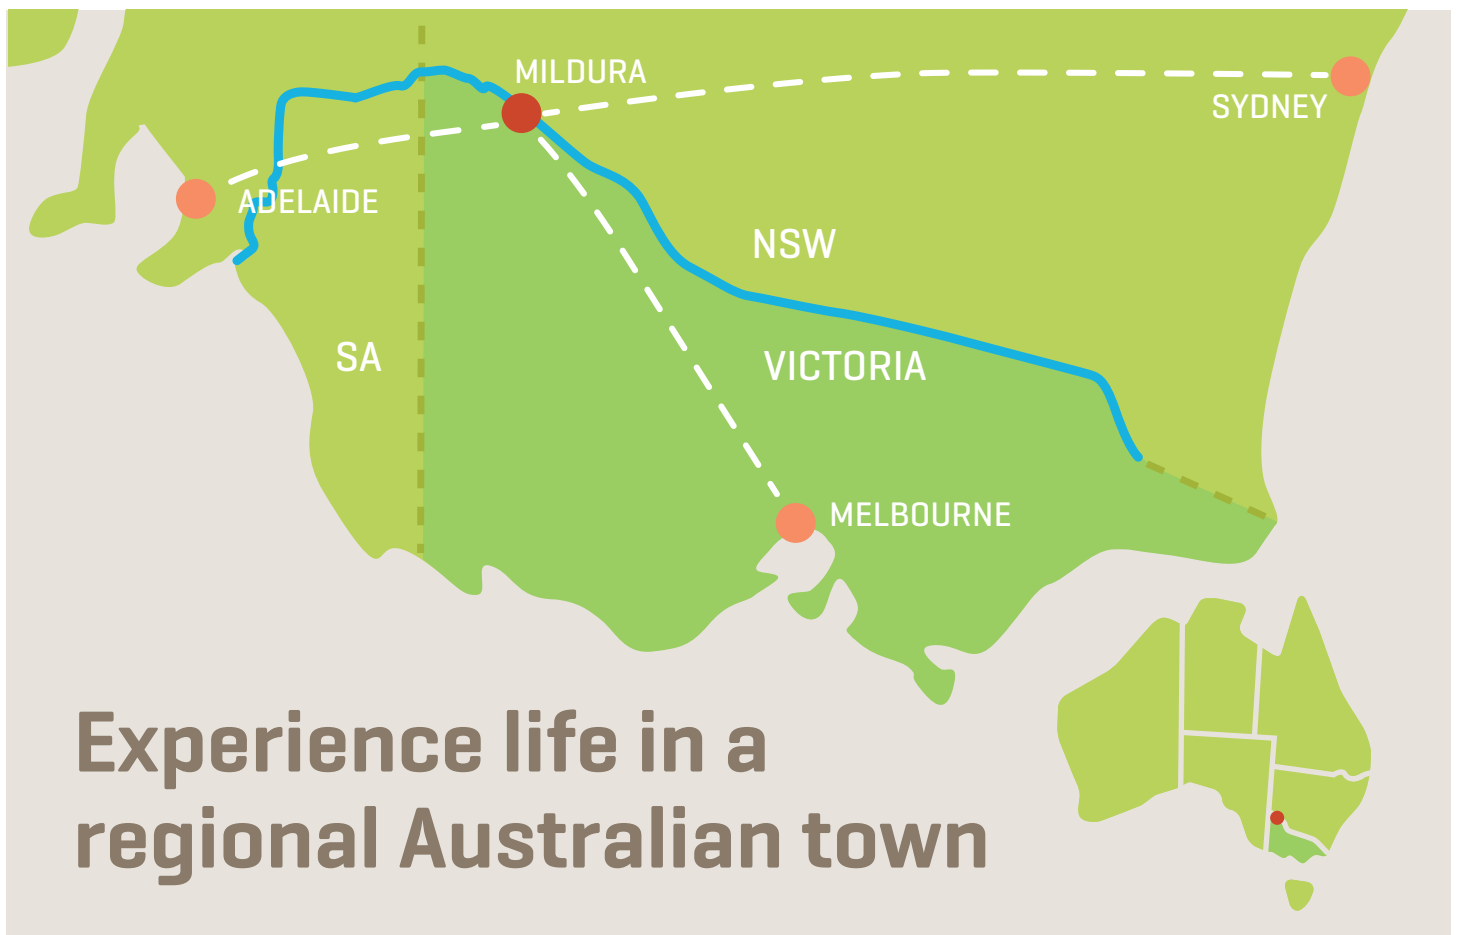 MILDURA
SYDNEY
ADELAIDE
NSW
SA
VICTORIA
MELBOURNE
Experience life in a
regional Australian town